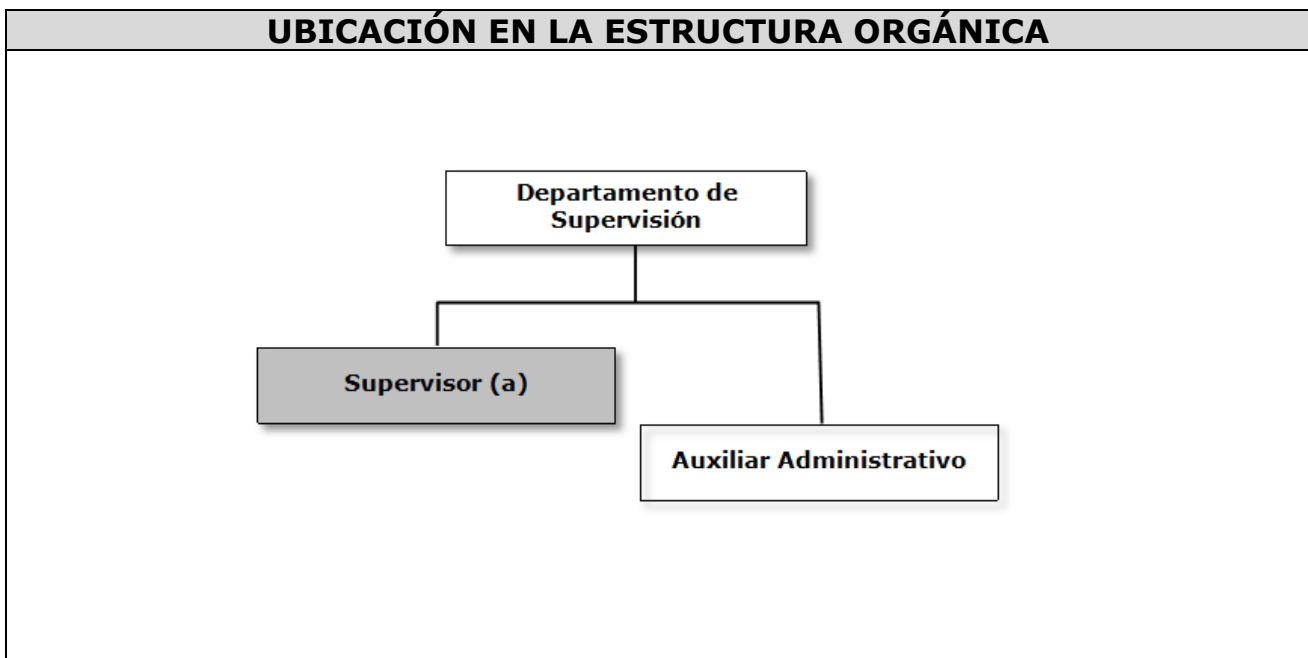 UBICACIÓN EN LA ESTRUCTURA ORGÁNICA
Departamento de
Supervisión
Supervisor (a)
Auxiliar Administrativo